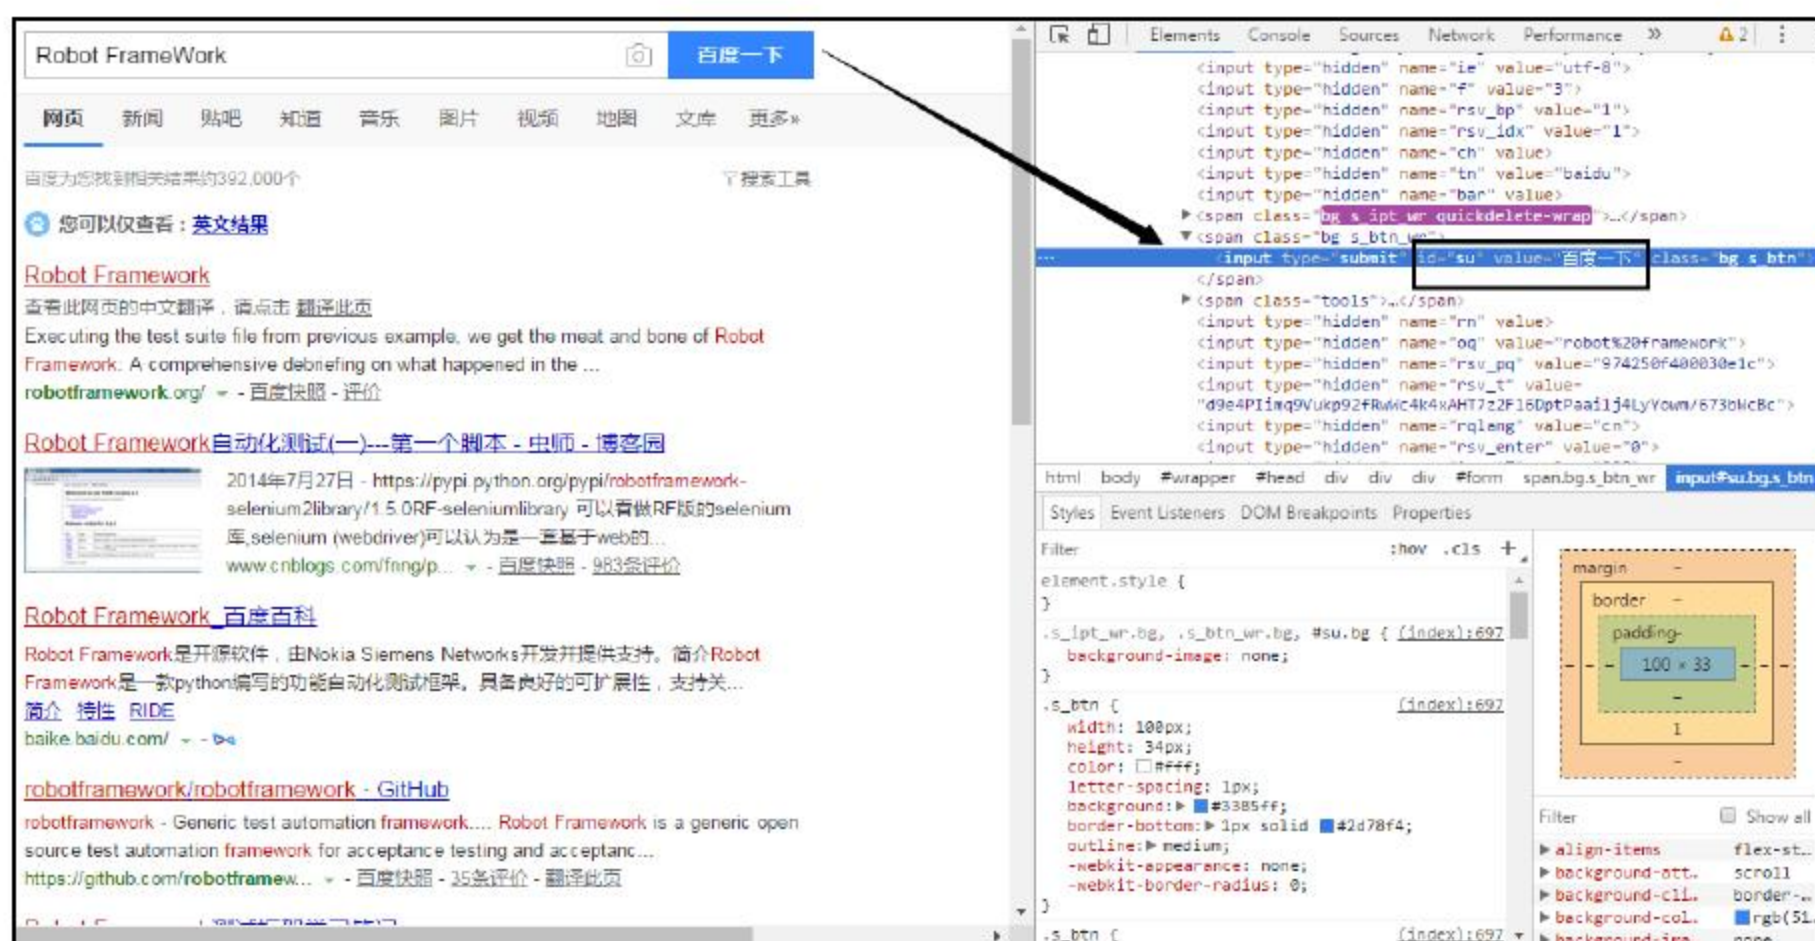 Robot FrameWork
百度一下
网页 新闻 贴吧 知道 音乐 图片 视频 地图 文库 更多»
百度为您找到相关结果约392,000个
搜索工具
您可以仅查看：英文结果
Robot Framework
查看此网页的中文翻译，请点击 翻译此页
Executing the test suite file from previous example, we get the meat and bone of Robot
Framework: A comprehensive debriefing on what happened in the ...
robotframework.org/ - 百度快照 - 评价
Robot Framework自动化测试(一)---第一个脚本 - 虫师 - 博客园
2014年7月27日 - https://pypi.python.org/pypi/robotframework-
selenium2library/1.5.0RF-seleniumlibrary 可以看做RF版的selenium
库,selenium (webdriver)可以认为是一套基于web的...
www.cnblogs.com/fnng/p... - 百度快照 - 983条评价
Robot Framework_百度百科
Robot Framework是开源软件，由Nokia Siemens Networks开发并提供支持。简介Robot
Framework是一款python编写的功能自动化测试框架。具备良好的可扩展性，支持关...
简介 特性 RIDE
baike.baidu.com/ -
robotframework/robotframework - GitHub
robotframework - Generic test automation framework.... Robot Framework is a generic open
source test automation framework for acceptance testing and acceptanc...
https://github.com/robotframew... - 百度快照 - 35条评价 - 翻译此页
Elements Console Sources Network Performance » 2
<input type="hidden" name="ie" value="utf-8">
<input type="hidden" name="f" value="3">
<input type="hidden" name="rsv_bp" value="1">
<input type="hidden" name="rsv_idx" value="1">
<input type="hidden" name="ch" value>
<input type="hidden" name="tn" value="baidu">
<input type="hidden" name="bar" value>
<span class="bg s_ipt_wr quickdelete-wrap">…</span>
<span class="bg s_btn_wr">
<input type="submit" id="su" value="百度一下" class="bg s_btn">
</span>
<span class="tools">…</span>
<input type="hidden" name="rn" value>
<input type="hidden" name="oq" value="robot%20framework">
<input type="hidden" name="rsv_pq" value="974250f400030e1c">
<input type="hidden" name="rsv_t" value=
<input type="hidden" name="rqlang" value="cn">
<input type="hidden" name="rsv_enter" value="0">
html body #wrapper #head div div div #form span.bg.s_btn_wr input#su.bg.s_btn
Styles Event Listeners DOM Breakpoints Properties
Filter :hov .cls +
element.style {
}
.s_ipt_wr.bg, .s_btn_wr.bg, #su.bg { (index):697
background-image: none;
}
.s_btn { (index):697
width: 100px;
height: 34px;
color: #fff;
letter-spacing: 1px;
background: #3385ff;
border-bottom: 1px solid #2d78f4;
outline: medium;
-webkit-appearance: none;
-webkit-border-radius: 0;
}
.s_btn { (index):697
margin -
border -
padding-
100 × 33
-
1
-
Filter Show all
align-items flex-st…
background-att… scroll
background-cli… border-…
background-col… rgb(51…